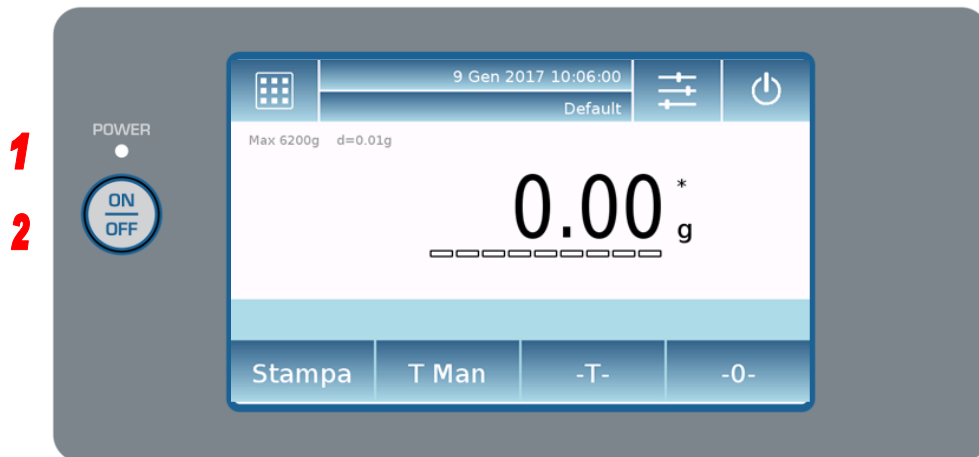 9 Gen 2017 10:06:00
Default
POWER
1
Max 6200g d=0.01g
ON
OFF
2
0.00 *
g
Stampa T Man -T- -0-